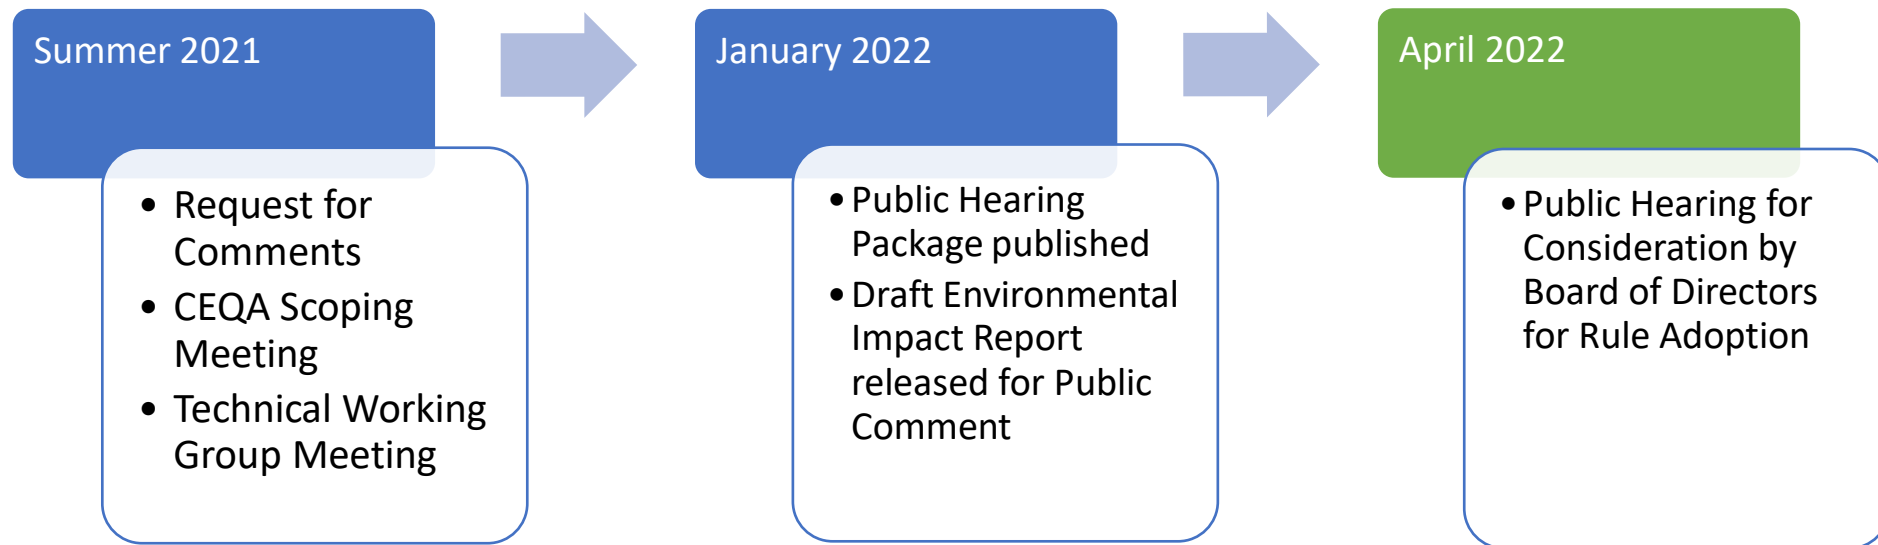 Summer 2021
• Request for
Comments
• CEQA Scoping
Meeting
• Technical Working
Group Meeting
January 2022
• Public Hearing
Package published
• Draft Environmental
Impact Report
released for Public
Comment
April 2022
• Public Hearing for
Consideration by
Board of Directors
for Rule Adoption